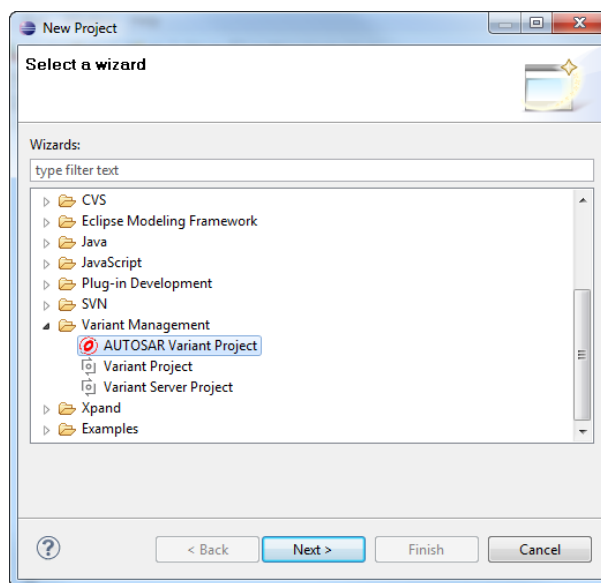 New Project
Select a wizard
Wizards:
type filter text
CVS
Eclipse Modeling Framework
Java
JavaScript
Plug-in Development
SVN
Variant Management
AUTOSAR Variant Project
Variant Project
Variant Server Project
Xpand
Examples
? < Back Next > Finish Cancel